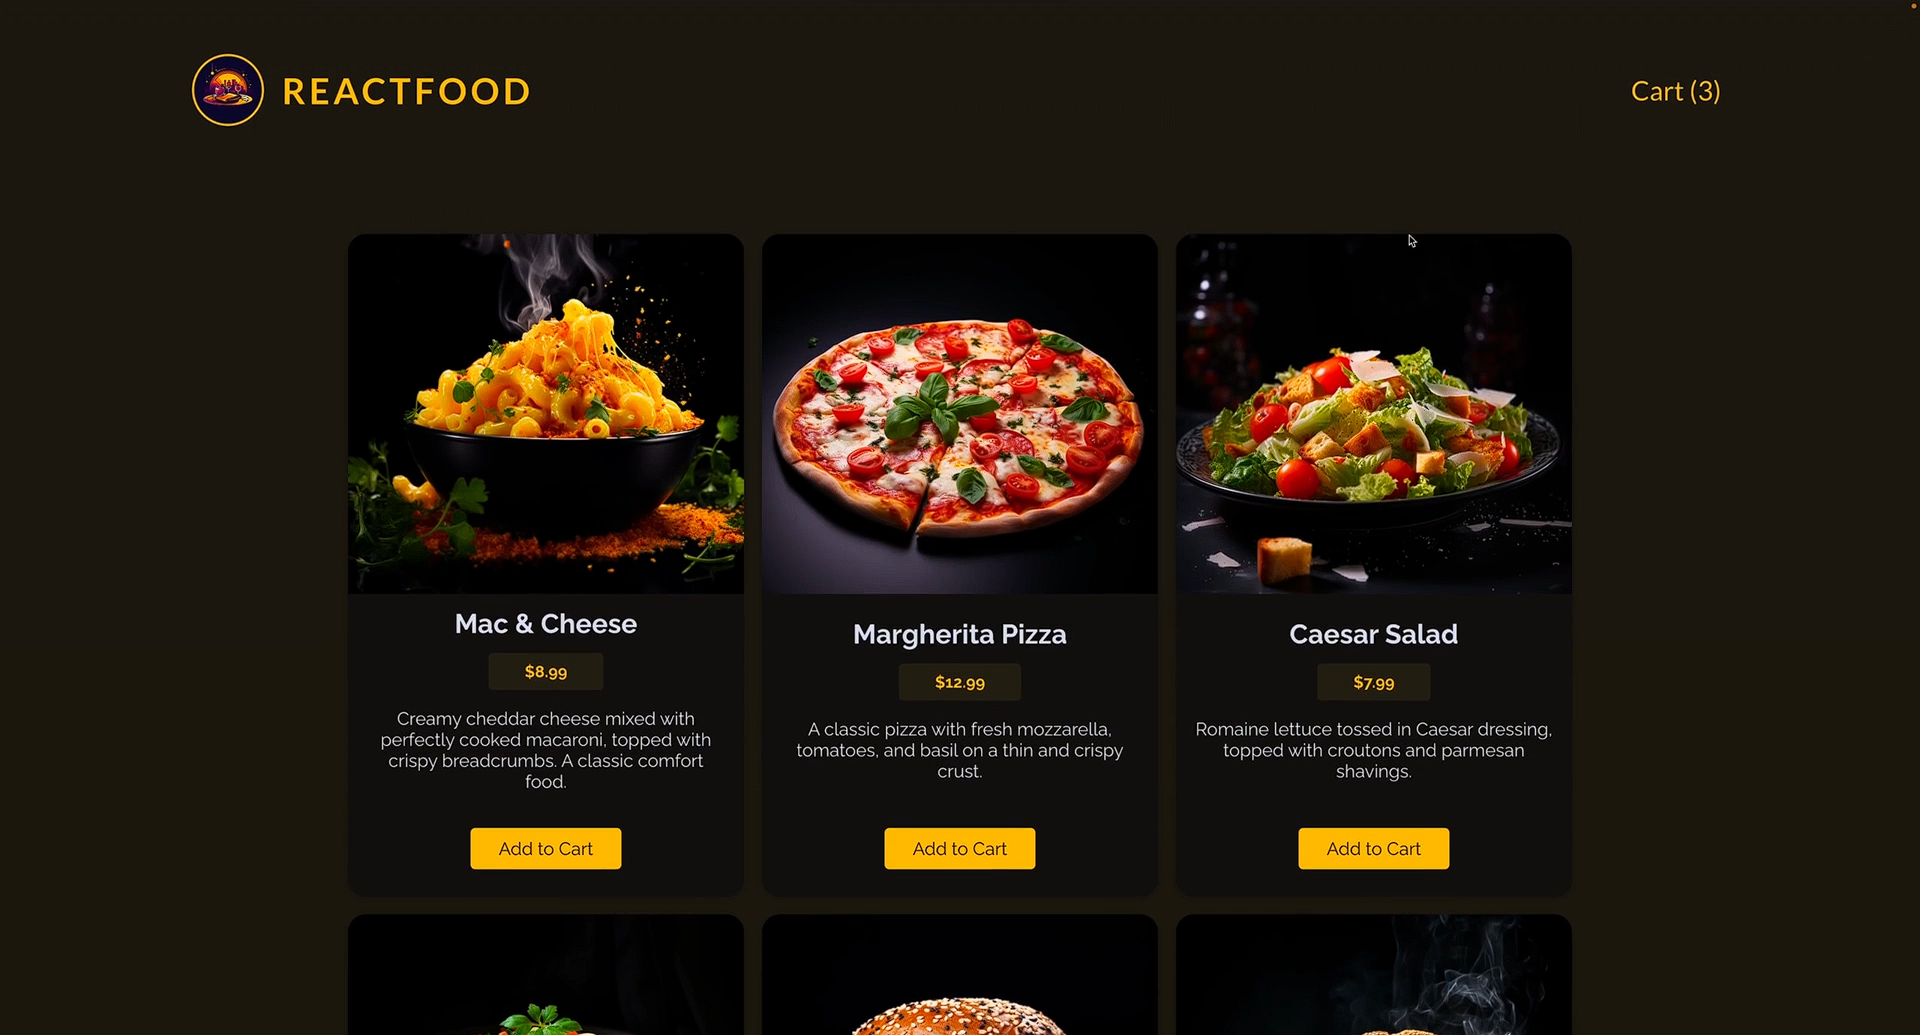 REACTFOOD
Cart (3)
Mac & Cheese
$8.99
Creamy cheddar cheese mixed with
perfectly cooked macaroni, topped with
crispy breadcrumbs. A classic comfort
food.
Add to Cart
Margherita Pizza
$12.99
A classic pizza with fresh mozzarella,
tomatoes, and basil on a thin and crispy
crust.
Add to Cart
Caesar Salad
$7.99
Romaine lettuce tossed in Caesar dressing,
topped with croutons and parmesan
shavings.
Add to Cart